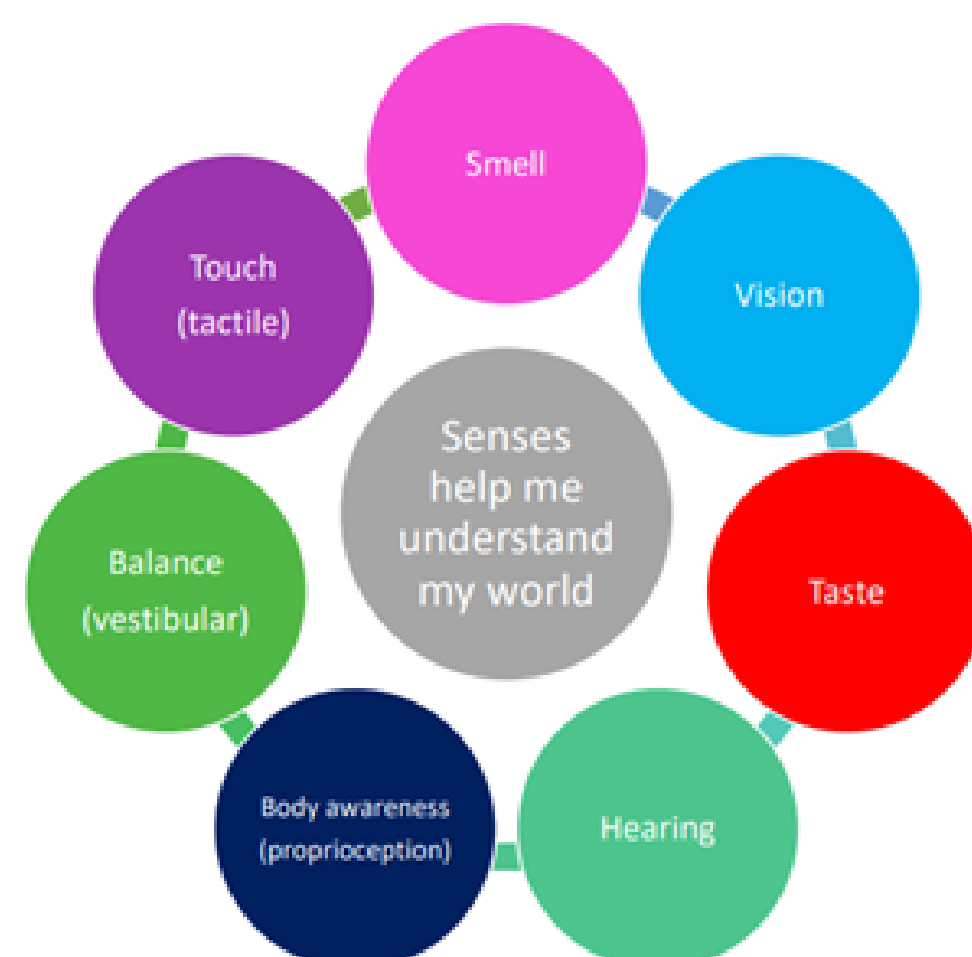 Smell
Vision
Taste
Hearing
Body awareness
(proprioception)
Balance
(vestibular)
Touch
(tactile)
Senses
help me
understand
my world